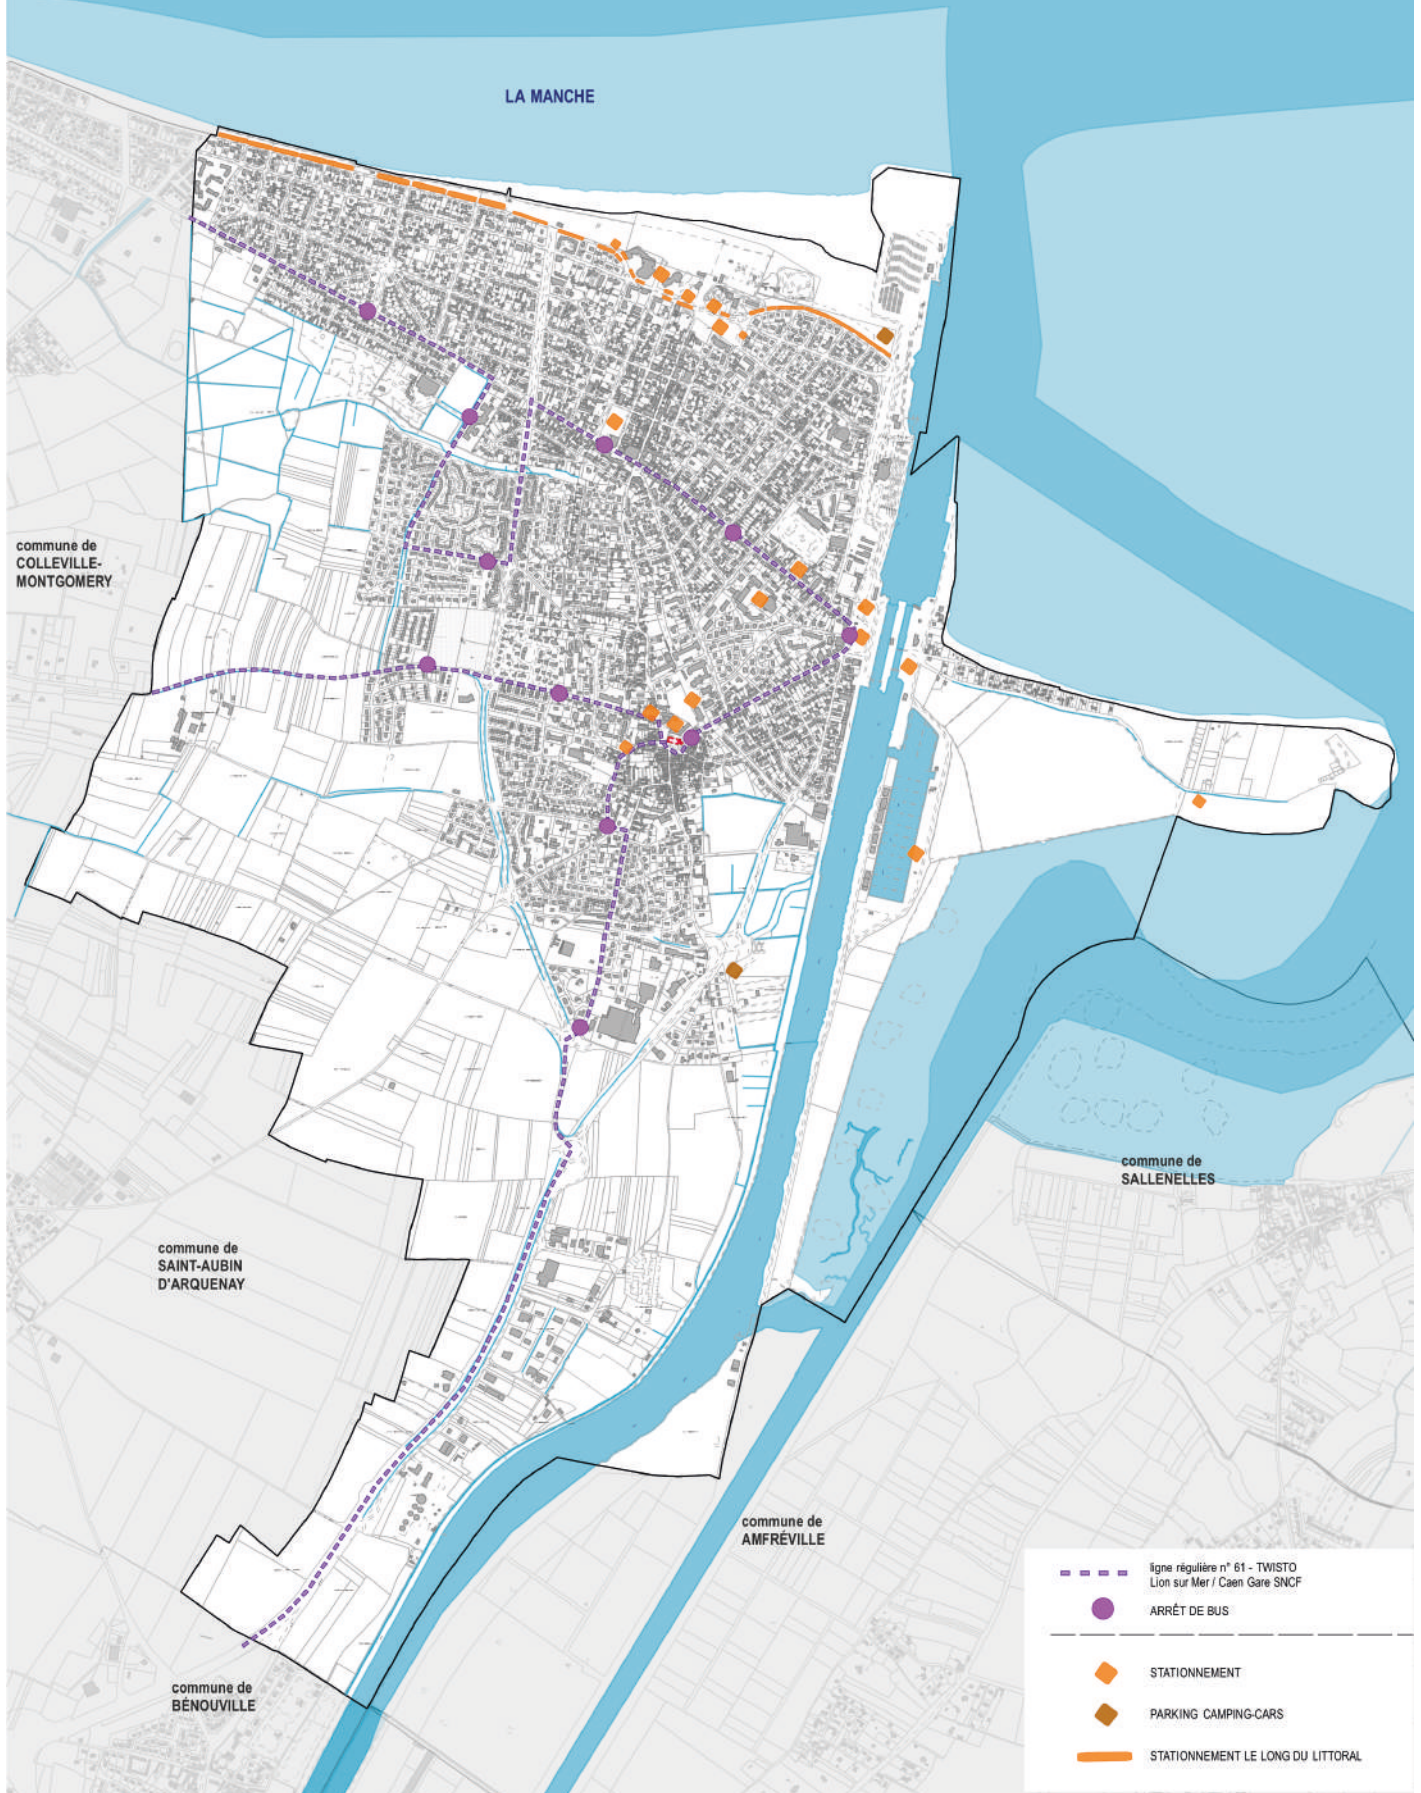 LA MANCHE
commune de
COLLEVILLE-
MONTGOMERY
commune de
SALLENELLES
commune de
SAINT-AUBIN
D'ARQUENAY
commune de
AMFRÉVILLE
commune de
BÉNOUVILLE
ligne régulière n° 61 - TWISTO
Lion sur Mer / Caen Gare SNCF
ARRÊT DE BUS
STATIONNEMENT
PARKING CAMPING-CARS
STATIONNEMENT LE LONG DU LITTORAL